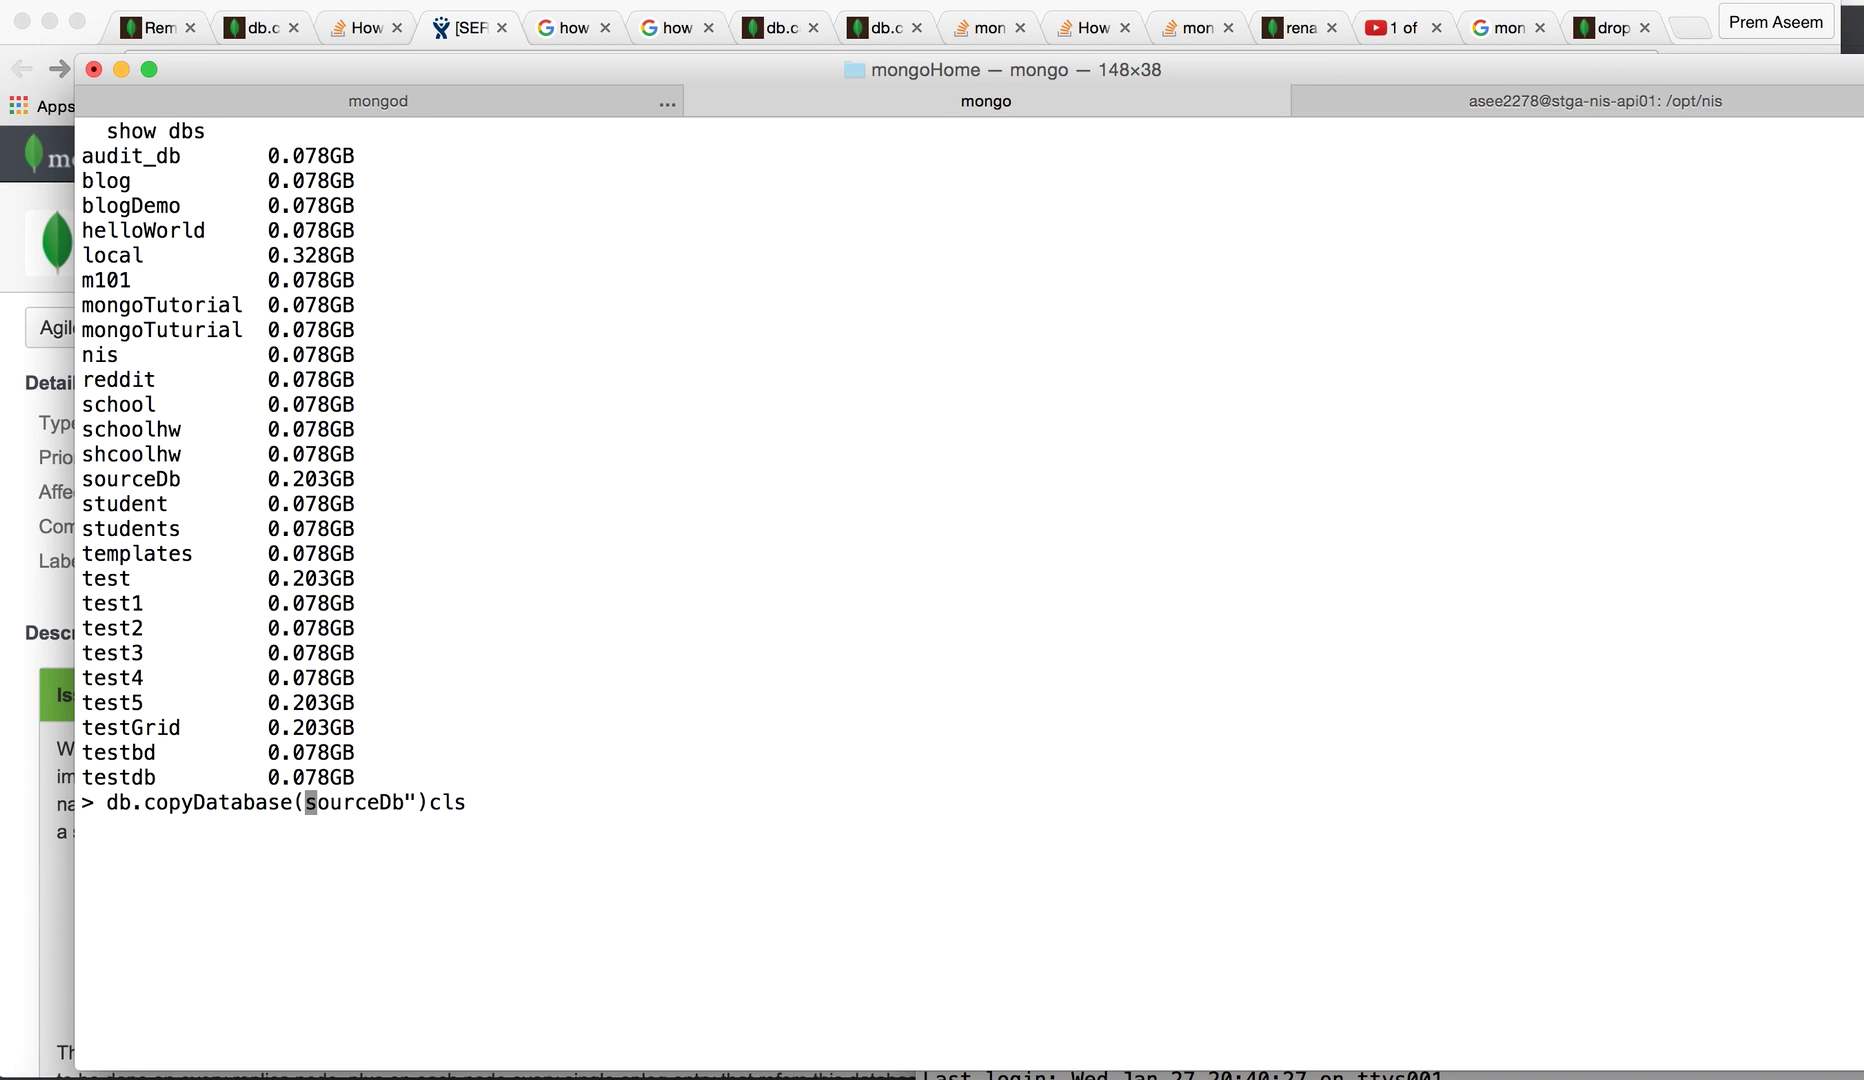 Rem
db.c
How
[SER
how
how
db.c
db.c
mon
How
mon
rena
1 of
mon
drop
Prem Aseem
mongoHome — mongo — 148×38
Apps
mongod
...
mongo
asee2278@stga-nis-api01: /opt/nis
show dbs
audit_db 0.078GB
blog 0.078GB
blogDemo 0.078GB
helloWorld 0.078GB
local 0.328GB
m101 0.078GB
mongoTutorial 0.078GB
mongoTuturial 0.078GB
nis 0.078GB
reddit 0.078GB
school 0.078GB
schoolhw 0.078GB
shcoolhw 0.078GB
sourceDb 0.203GB
student 0.078GB
students 0.078GB
templates 0.078GB
test 0.203GB
test1 0.078GB
test2 0.078GB
test3 0.078GB
test4 0.078GB
test5 0.203GB
testGrid 0.203GB
testbd 0.078GB
testdb 0.078GB
> db.copyDatabase(sourceDb")cls
Agil
Detai
Type
Prio
Affe
Com
Labe
Desc
Is
W
im
na
a s
Th
Last login: Wed Jan 27 20:40:27 on ttys001